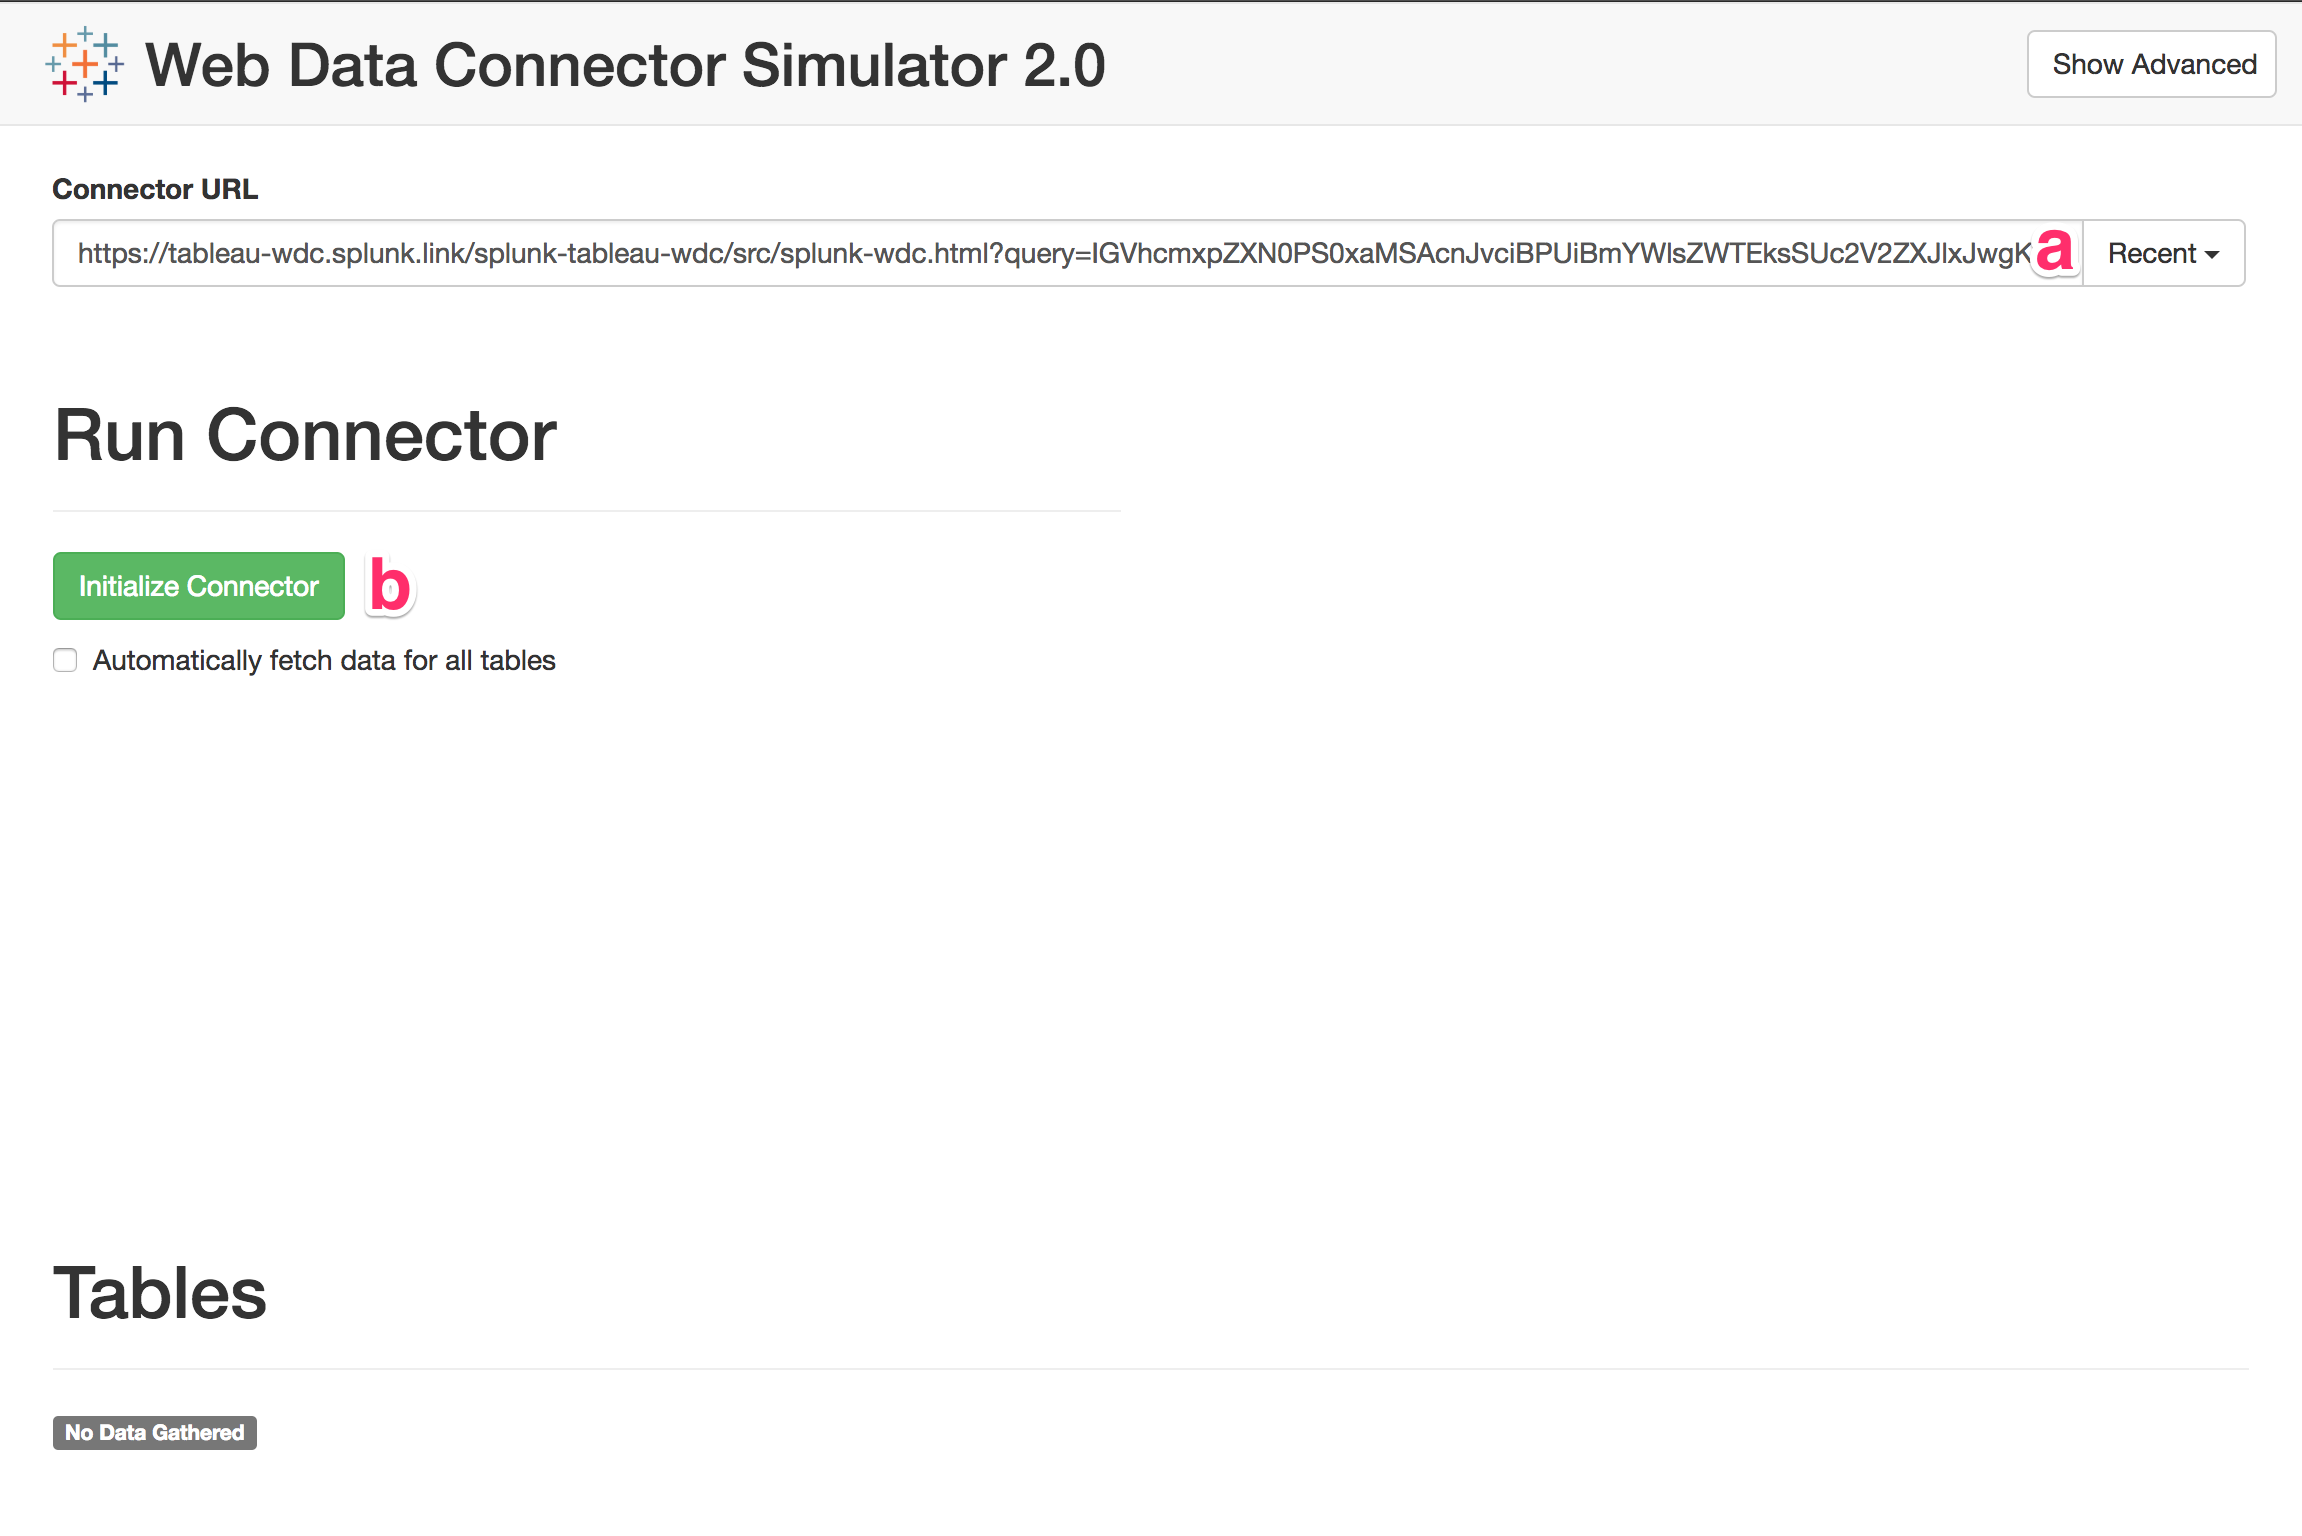 Web Data Connector Simulator 2.0
Show Advanced
Connector URL
https://tableau-wdc.splunk.link/splunk-tableau-wdc/src/splunk-wdc.html?query=IGVhcmxpZXN0PS0xaMSAcnJvciBPUiBmYWlsZWTEksSUc2V2ZXJlxJwgK
a
Recent
Run Connector
Initialize Connector
b
Automatically fetch data for all tables
Tables
No Data Gathered